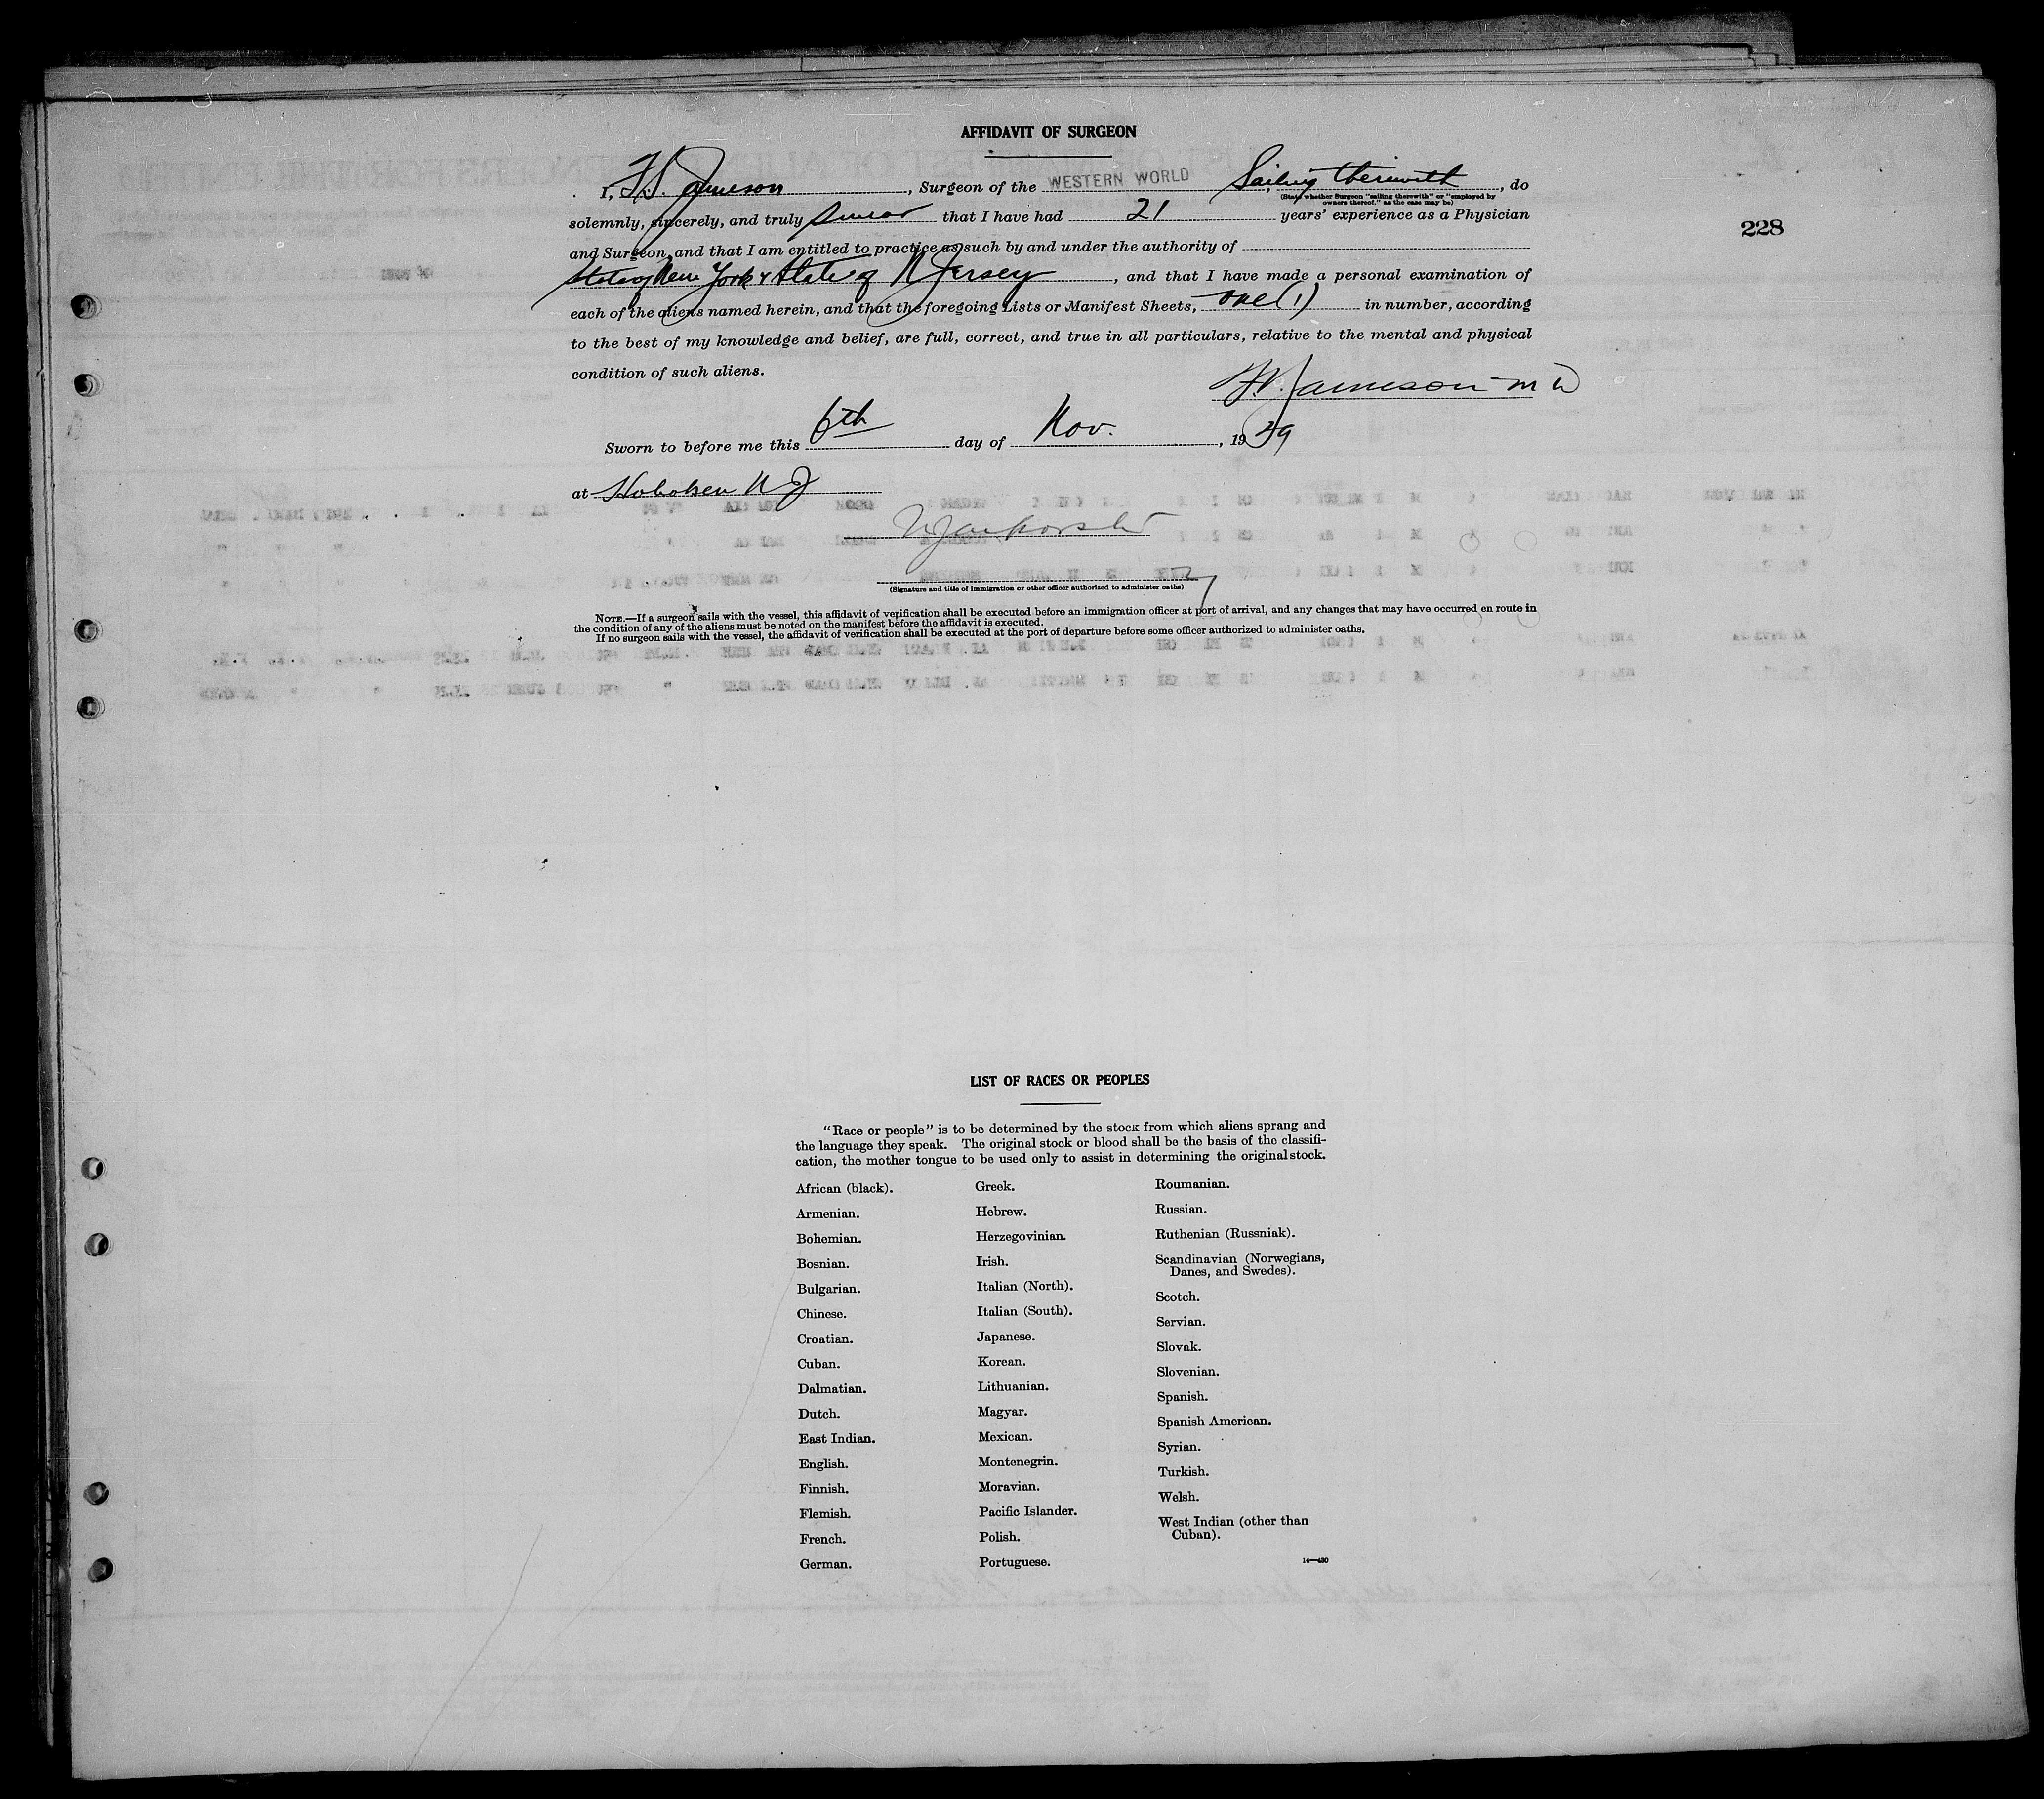 AFFIDAVIT OF SURGEON
I, Jameson, Surgeon of the WESTERN WORLD Sailing therewith, do
(State whether Surgeon "sailing therewith" or "employed by
owners thereof," as the case may be)
solemnly, sincerely, and truly swear that I have had 21 years' experience as a Physician
228
and Surgeon, and that I am entitled to practice as such by and under the authority of
State of New York & State of N Jersey, and that I have made a personal examination of
each of the aliens named herein, and that the foregoing Lists or Manifest Sheets, one (1) in number, according
to the best of my knowledge and belief, are full, correct, and true in all particulars, relative to the mental and physical
condition of such aliens.
Jameson MD
Sworn to before me this 6th day of Nov., 1929
at Hoboken NJ
(Signature and title of immigration or other officer authorized to administer oaths)
NOTE.—If a surgeon sails with the vessel, this affidavit of verification shall be executed before an immigration officer at port of arrival, and any changes that may have occurred en route in
the condition of any of the aliens must be noted on the manifest before the affidavit is executed.
If no surgeon sails with the vessel, the affidavit of verification shall be executed at the port of departure before some officer authorized to administer oaths.
LIST OF RACES OR PEOPLES
"Race or people" is to be determined by the stock from which aliens sprang and
the language they speak. The original stock or blood shall be the basis of the classifi-
cation, the mother tongue to be used only to assist in determining the original stock.
African (black).
Armenian.
Bohemian.
Bosnian.
Bulgarian.
Chinese.
Croatian.
Cuban.
Dalmatian.
Dutch.
East Indian.
English.
Finnish.
Flemish.
French.
German.
Greek.
Hebrew.
Herzegovinian.
Irish.
Italian (North).
Italian (South).
Japanese.
Korean.
Lithuanian.
Magyar.
Mexican.
Montenegrin.
Moravian.
Pacific Islander.
Polish.
Portuguese.
Roumanian.
Russian.
Ruthenian (Russniak).
Scandinavian (Norwegians,
Danes, and Swedes).
Scotch.
Servian.
Slovak.
Slovenian.
Spanish.
Spanish American.
Syrian.
Turkish.
Welsh.
West Indian (other than
Cuban).
14—430